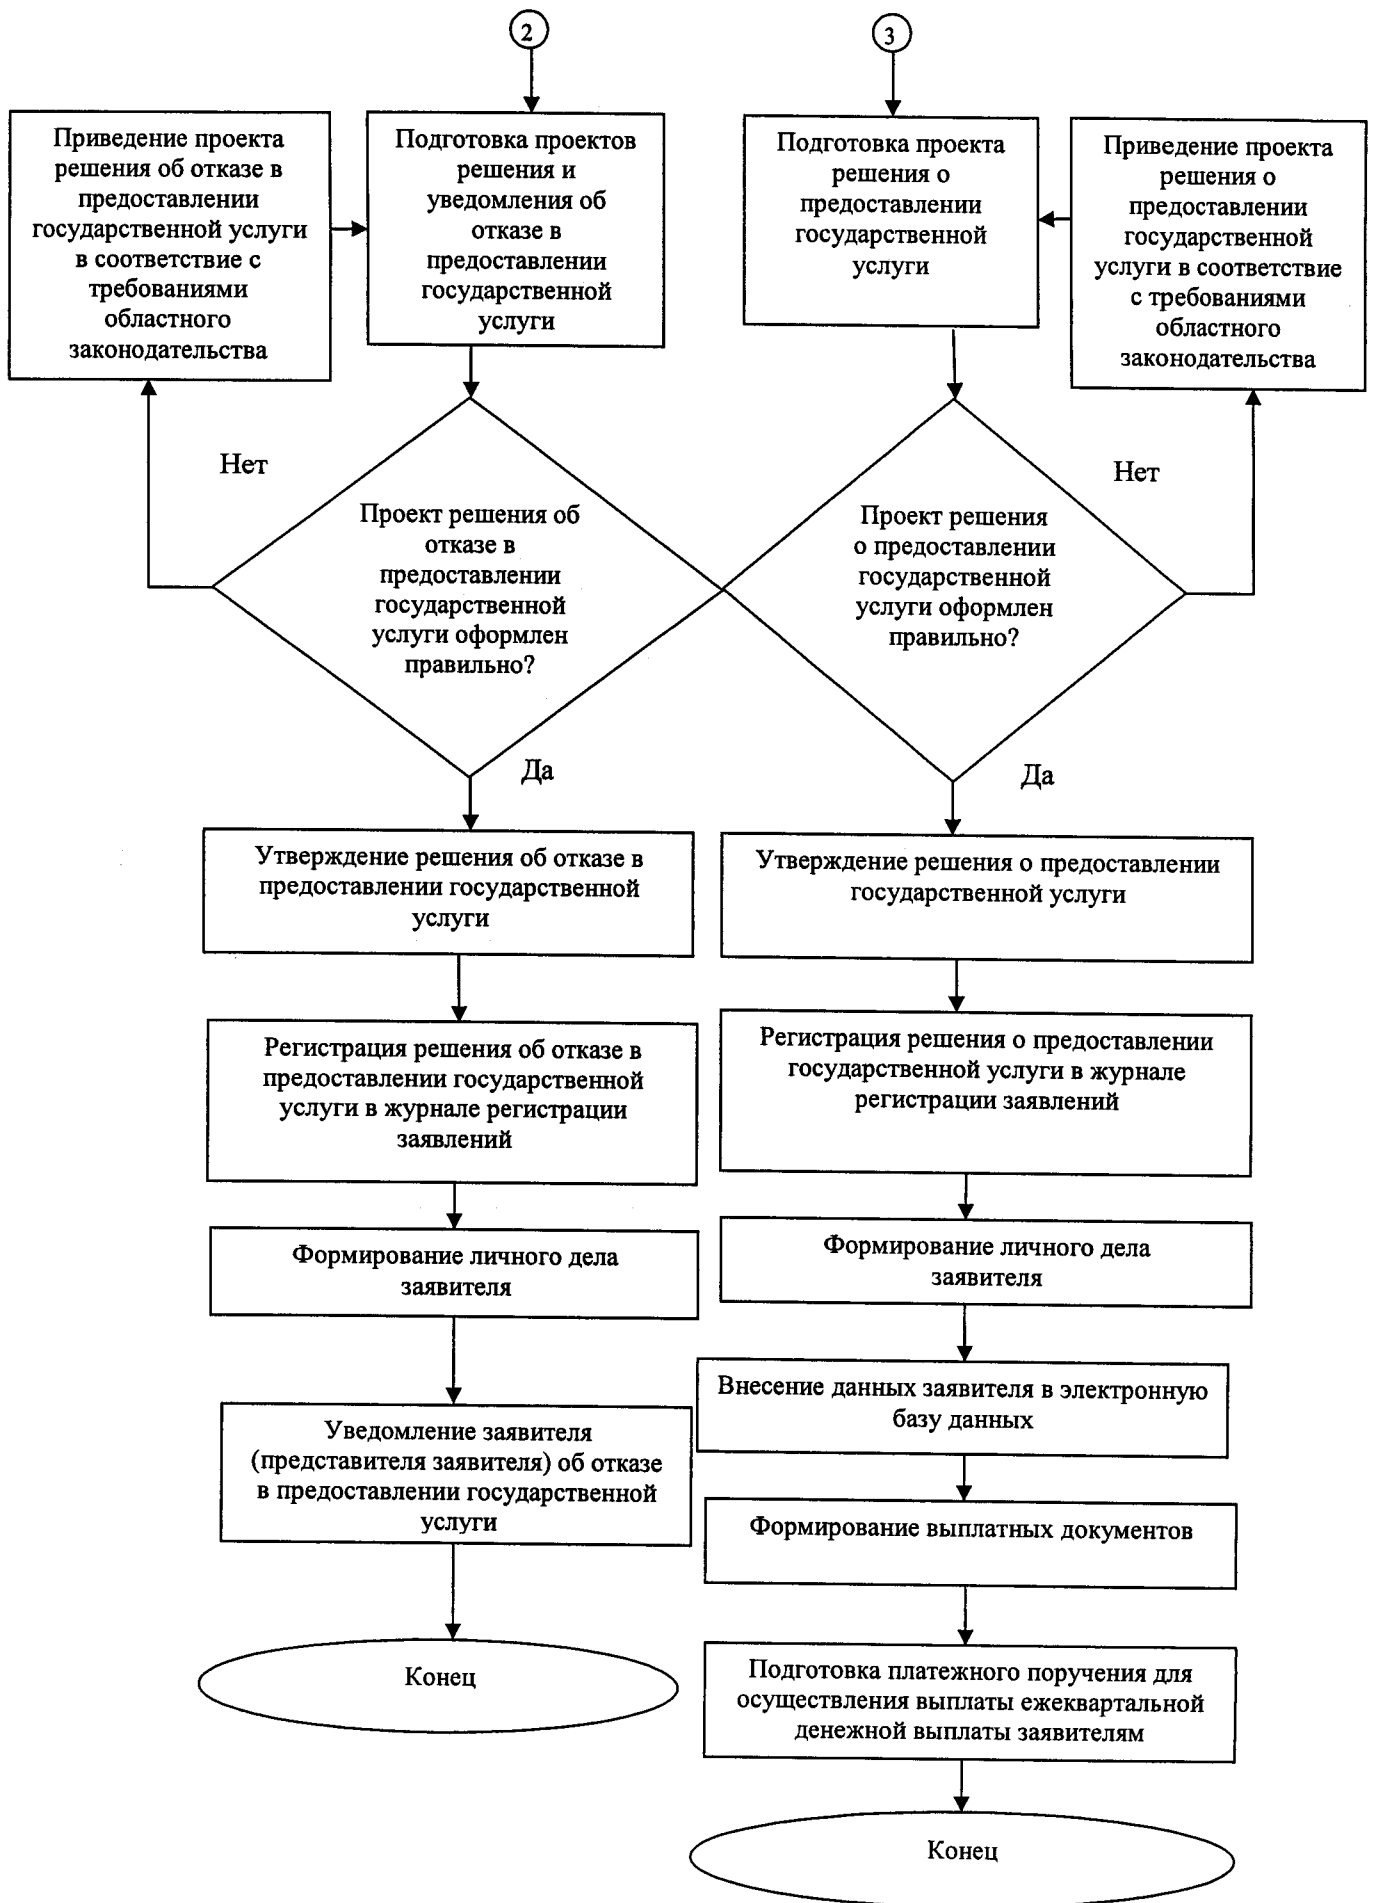 2
3
Приведение проекта
решения об отказе в
предоставлении
государственной услуги
в соответствие с
требованиями
областного
законодательства
Подготовка проектов
решения и
уведомления об
отказе в
предоставлении
государственной
услуги
Подготовка проекта
решения о
предоставлении
государственной
услуги
Приведение проекта
решения о
предоставлении
государственной
услуги в соответствие
с требованиями
областного
законодательства
Нет
Нет
Проект решения об
отказе в
предоставлении
государственной
услуги оформлен
правильно?
Проект решения
о предоставлении
государственной
услуги оформлен
правильно?
Да
Да
Утверждение решения об отказе в
предоставлении государственной
услуги
Утверждение решения о предоставлении
государственной услуги
Регистрация решения об отказе в
предоставлении государственной
услуги в журнале регистрации
заявлений
Регистрация решения о предоставлении
государственной услуги в журнале
регистрации заявлений
Формирование личного дела
заявителя
Формирование личного дела
заявителя
Внесение данных заявителя в электронную
базу данных
Уведомление заявителя
(представителя заявителя) об отказе
в предоставлении государственной
услуги
Формирование выплатных документов
Конец
Подготовка платежного поручения для
осуществления выплаты ежеквартальной
денежной выплаты заявителям
Конец